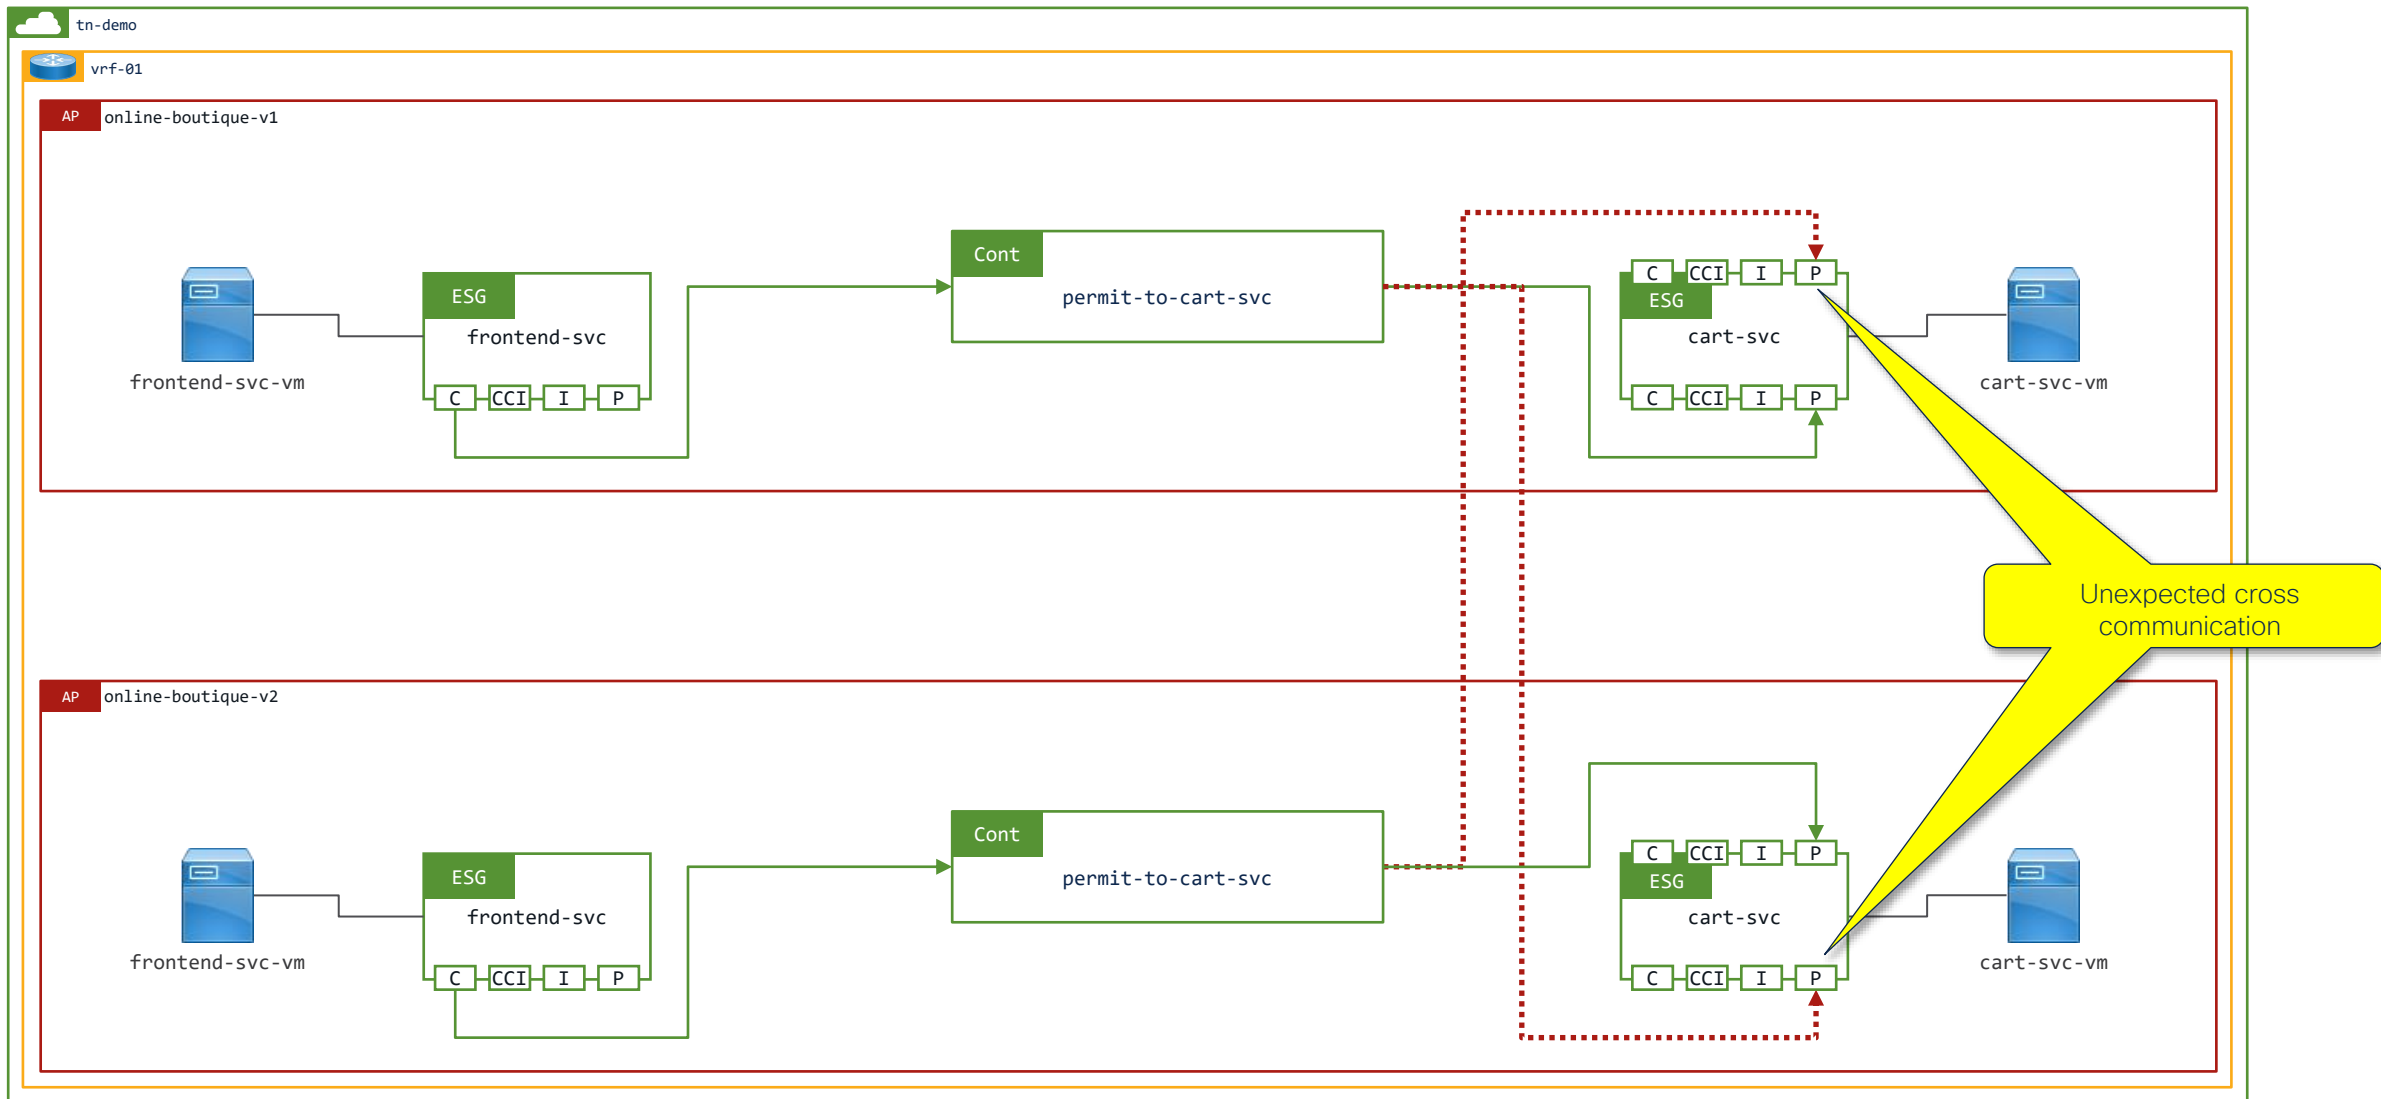 tn-demo
vrf-01
AP online-boutique-v1
Cont
permit-to-cart-svc
ESG
frontend-svc
C CCI I P
frontend-svc-vm
C CCI I P
ESG
cart-svc
C CCI I P
cart-svc-vm
Unexpected cross
communication
AP online-boutique-v2
Cont
permit-to-cart-svc
ESG
frontend-svc
C CCI I P
frontend-svc-vm
C CCI I P
ESG
cart-svc
C CCI I P
cart-svc-vm